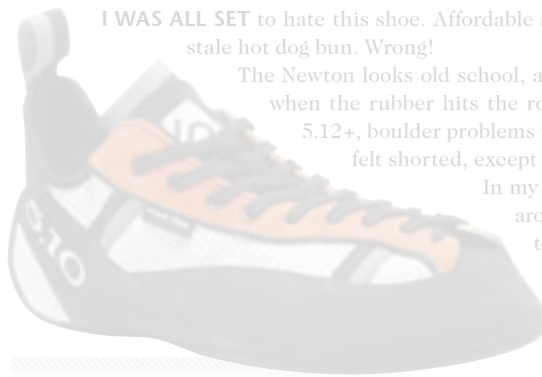 I WAS ALL SET to hate this shoe. Affordable
stale hot dog bun. Wrong!
The Newton looks old school, a
when the rubber hits the ro
5.12+, boulder problems
felt shorted, except
In my
aro
t
10
5.10